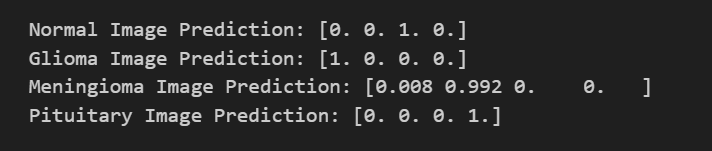 Normal Image Prediction: [0. 0. 1. 0.]
Glioma Image Prediction: [1. 0. 0. 0.]
Meningioma Image Prediction: [0.008 0.992 0.    0.   ]
Pituitary Image Prediction: [0. 0. 0. 1.]